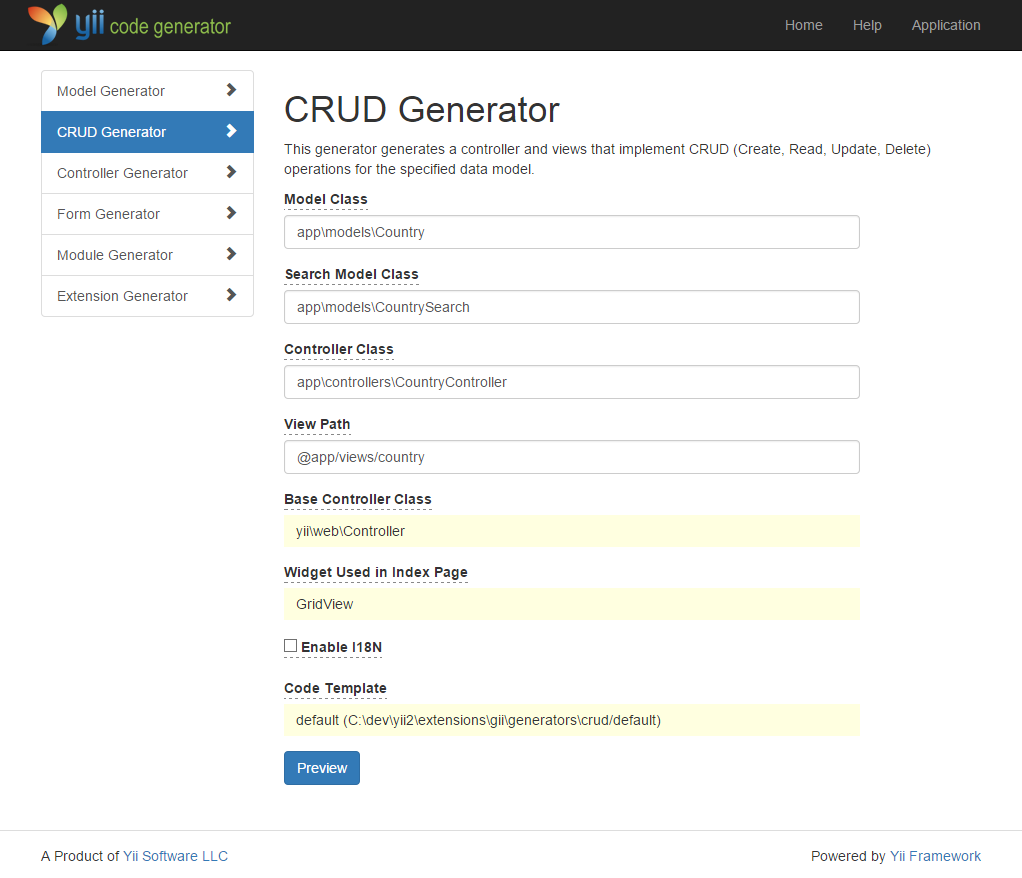 yii code generator
Home Help Application
Model Generator
CRUD Generator
Controller Generator
Form Generator
Module Generator
Extension Generator
CRUD Generator
This generator generates a controller and views that implement CRUD (Create, Read, Update, Delete)
operations for the specified data model.
Model Class
app\models\Country
Search Model Class
app\models\CountrySearch
Controller Class
app\controllers\CountryController
View Path
@app/views/country
Base Controller Class
yii\web\Controller
Widget Used in Index Page
GridView
Enable I18N
Code Template
default (C:\dev\yii2\extensions\gii\generators\crud/default)
Preview
A Product of Yii Software LLC
Powered by Yii Framework